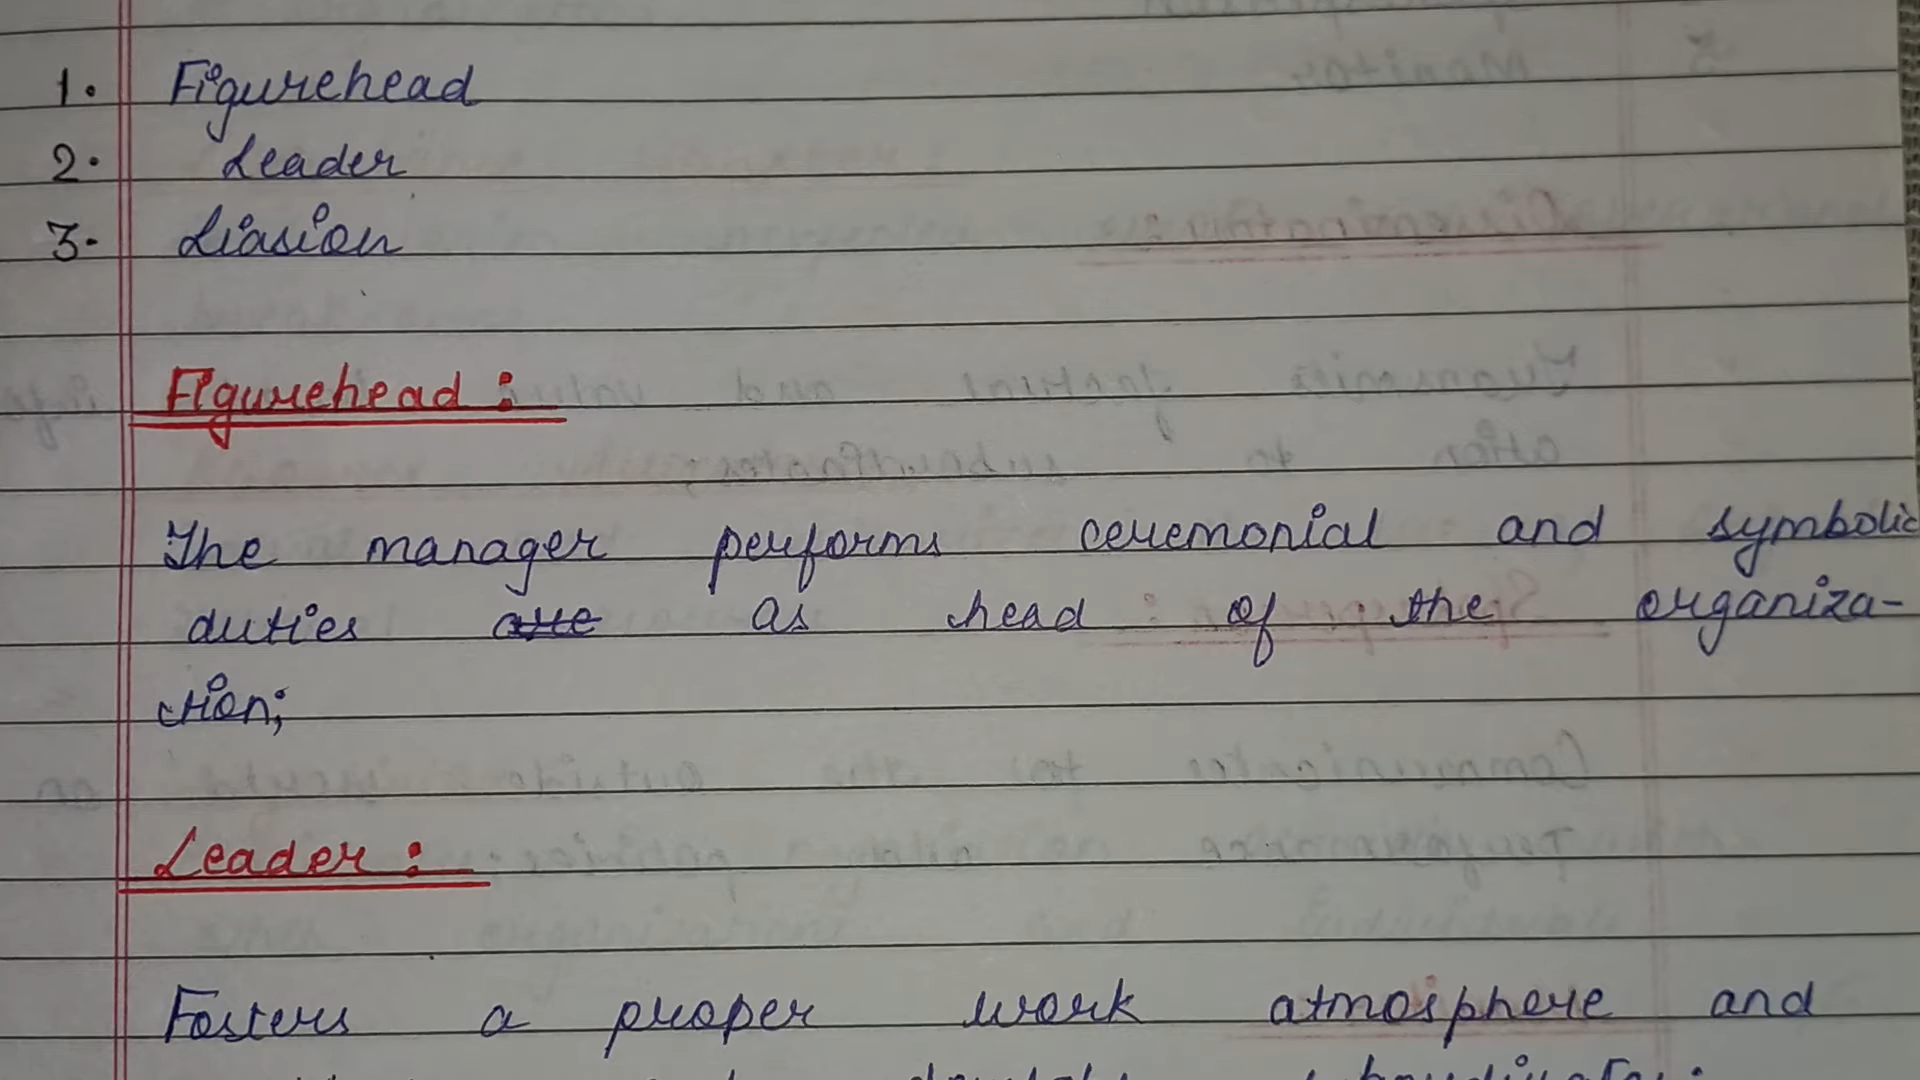 1. Figurehead
2. Leader
3. Liasion
Figurehead :
The manager performs ceremonial and symbolic
duties are as head of the organiza-
tion;
Leader :
Fosters a proper work atmosphere and